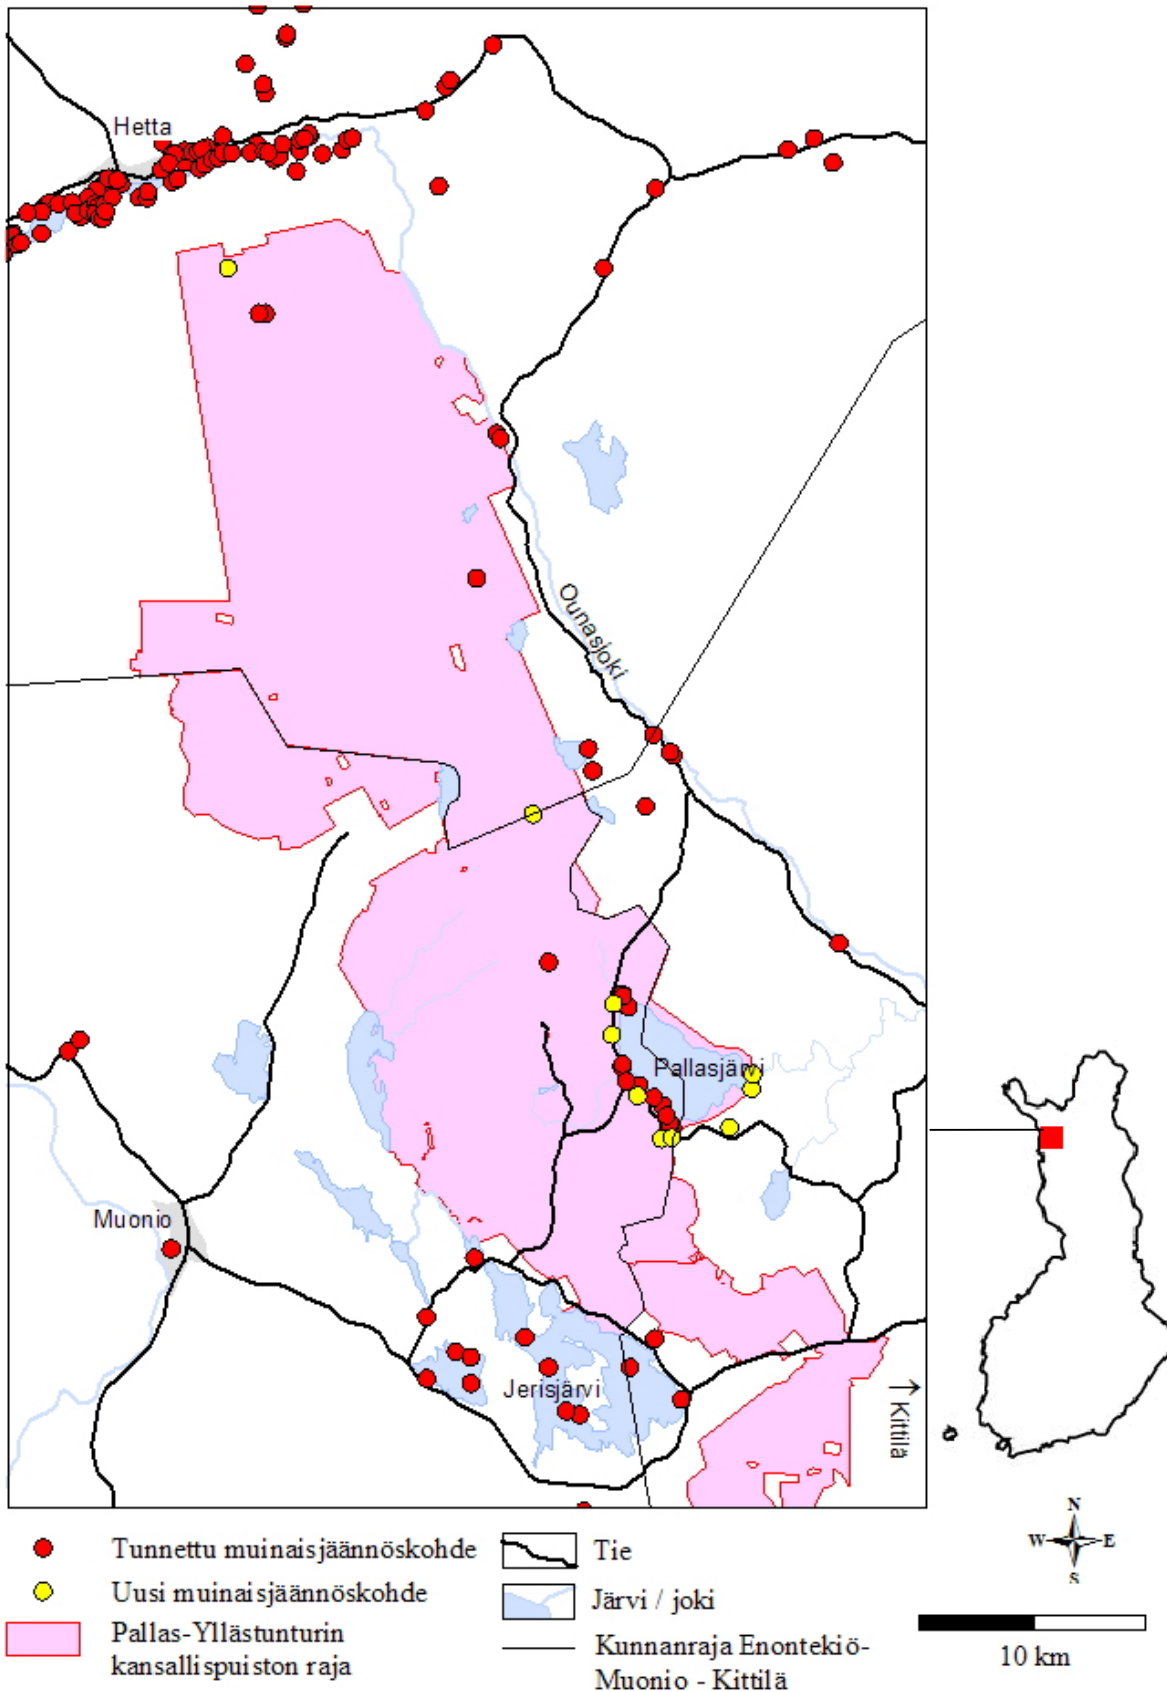 Hetta
Ounasjoki
Pallasjärvi
Muonio
Jerisjärvi
Kittilä
Tunnettu muinaisjäännöskohde
Uusi muinaisjäännöskohde
Pallas-Yllästunturin
kansallispuiston raja
Tie
Järvi / joki
Kunnanraja Enontekiö-
Muonio - Kittilä
N
W E
S
10 km